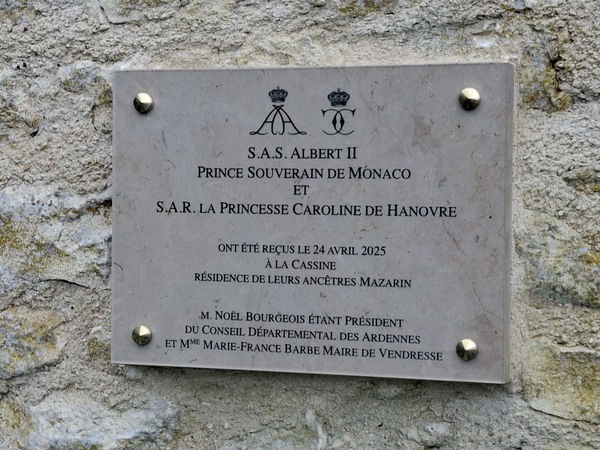 S.A.S. ALBERT II
PRINCE SOUVERAIN DE MONACO
ET
S.A.R. LA PRINCESSE CAROLINE DE HANOVRE
ONT ÉTÉ REÇUS LE 24 AVRIL 2025
À LA CASSINE
RÉSIDENCE DE LEURS ANCÊTRES MAZARIN
M. NOËL BOURGEOIS ÉTANT PRÉSIDENT
DU CONSEIL DÉPARTEMENTAL DES ARDENNES
ET MME MARIE-FRANCE BARBE MAIRE DE VENDRESSE